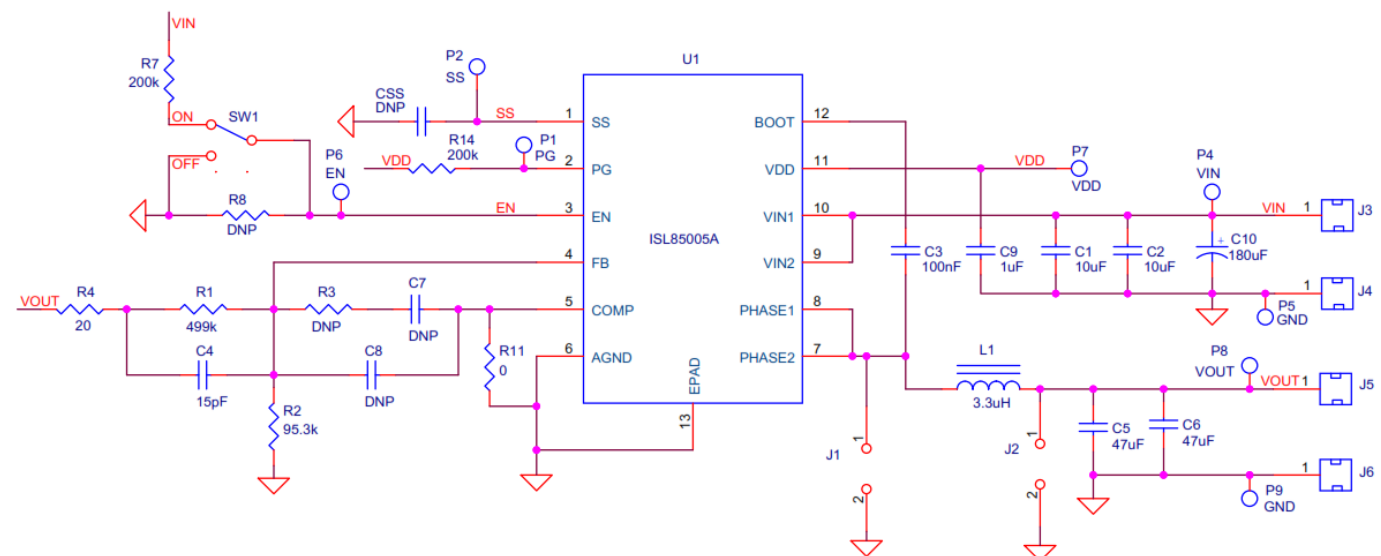 VIN
R7
200k
ON
SW1
OFF
R8
DNP
P6
EN
EN
CSS
DNP
P2
SS
SS
VDD
R14
200k
P1
PG
U1
ISL85005A
1
SS
2
PG
3
EN
4
FB
5
COMP
6
AGND
EPAD
13
BOOT
12
VDD
11
VIN1
10
VIN2
9
PHASE1
8
PHASE2
7
VOUT
R4
20
R1
499k
C4
15pF
R3
DNP
C7
DNP
C8
DNP
R2
95.3k
R11
0
VDD
P7
VDD
P4
VIN
VIN
1
J3
C3
100nF
C9
1uF
C1
10uF
C2
10uF
+
C10
180uF
1
J4
P5
GND
L1
3.3uH
P8
VOUT
VOUT
1
J5
C5
47uF
C6
47uF
J1
1
2
J2
1
2
1
J6
P9
GND